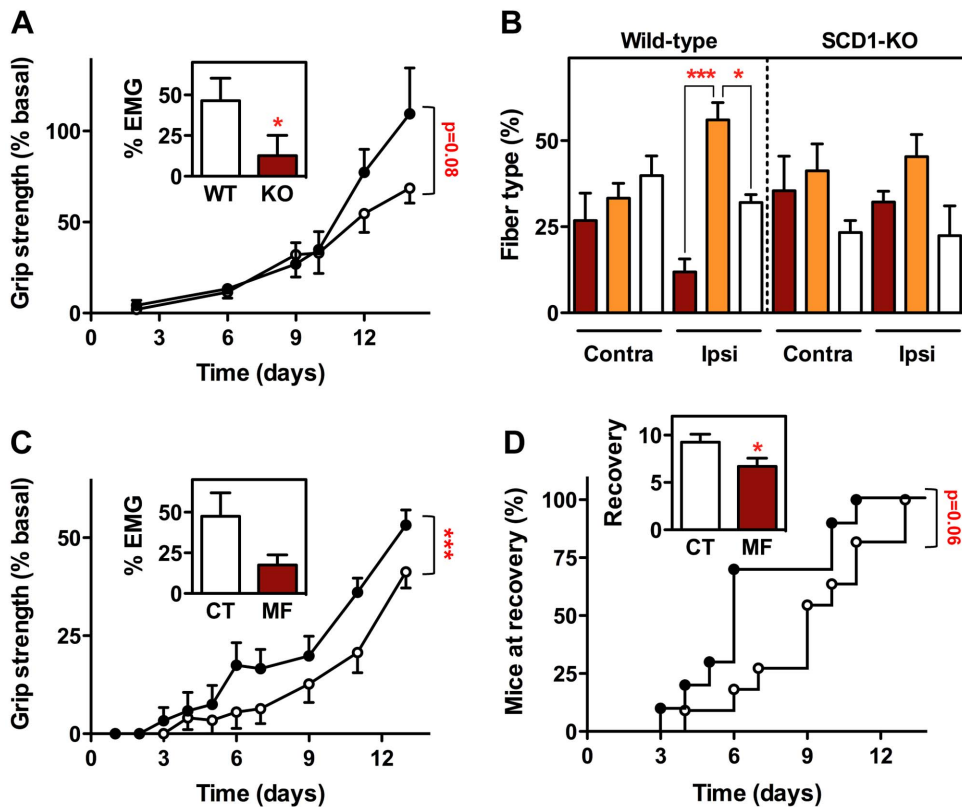 A
Grip strength (% basal)
100
50
0
0 3 6 9 12
Time (days)
% EMG
50
25
0
WT KO
*
p=0.08
B
Wild-type SCD1-KO
Fiber type (%)
50
25
0
*** *
Contra Ipsi Contra Ipsi
C
Grip strength (% basal)
50
25
0
0 3 6 9 12
Time (days)
% EMG
50
25
0
CT MF
***
D
Mice at recovery (%)
100
75
50
25
0
0 3 6 9 12
Time (days)
Recovery
10
5
0
CT MF
*
p=0.06